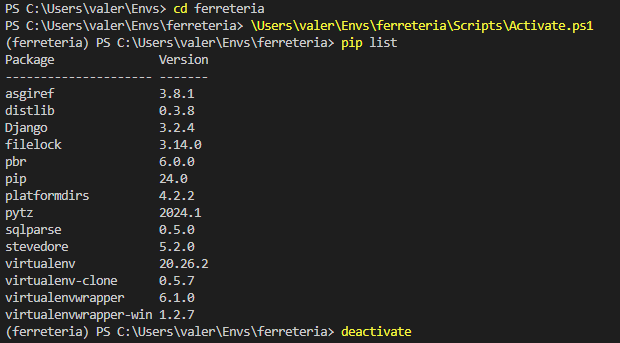 PS C:\Users\valer\Envs> cd ferreteria
PS C:\Users\valer\Envs\ferreteria> \Users\valer\Envs\ferreteria\Scripts\Activate.ps1
(ferreteria) PS C:\Users\valer\Envs\ferreteria> pip list
Package Version
--------------------- -------
asgiref 3.8.1
distlib 0.3.8
Django 3.2.4
filelock 3.14.0
pbr 6.0.0
pip 24.0
platformdirs 4.2.2
pytz 2024.1
sqlparse 0.5.0
stevedore 5.2.0
virtualenv 20.26.2
virtualenv-clone 0.5.7
virtualenvwrapper 6.1.0
virtualenvwrapper-win 1.2.7
(ferreteria) PS C:\Users\valer\Envs\ferreteria> deactivate